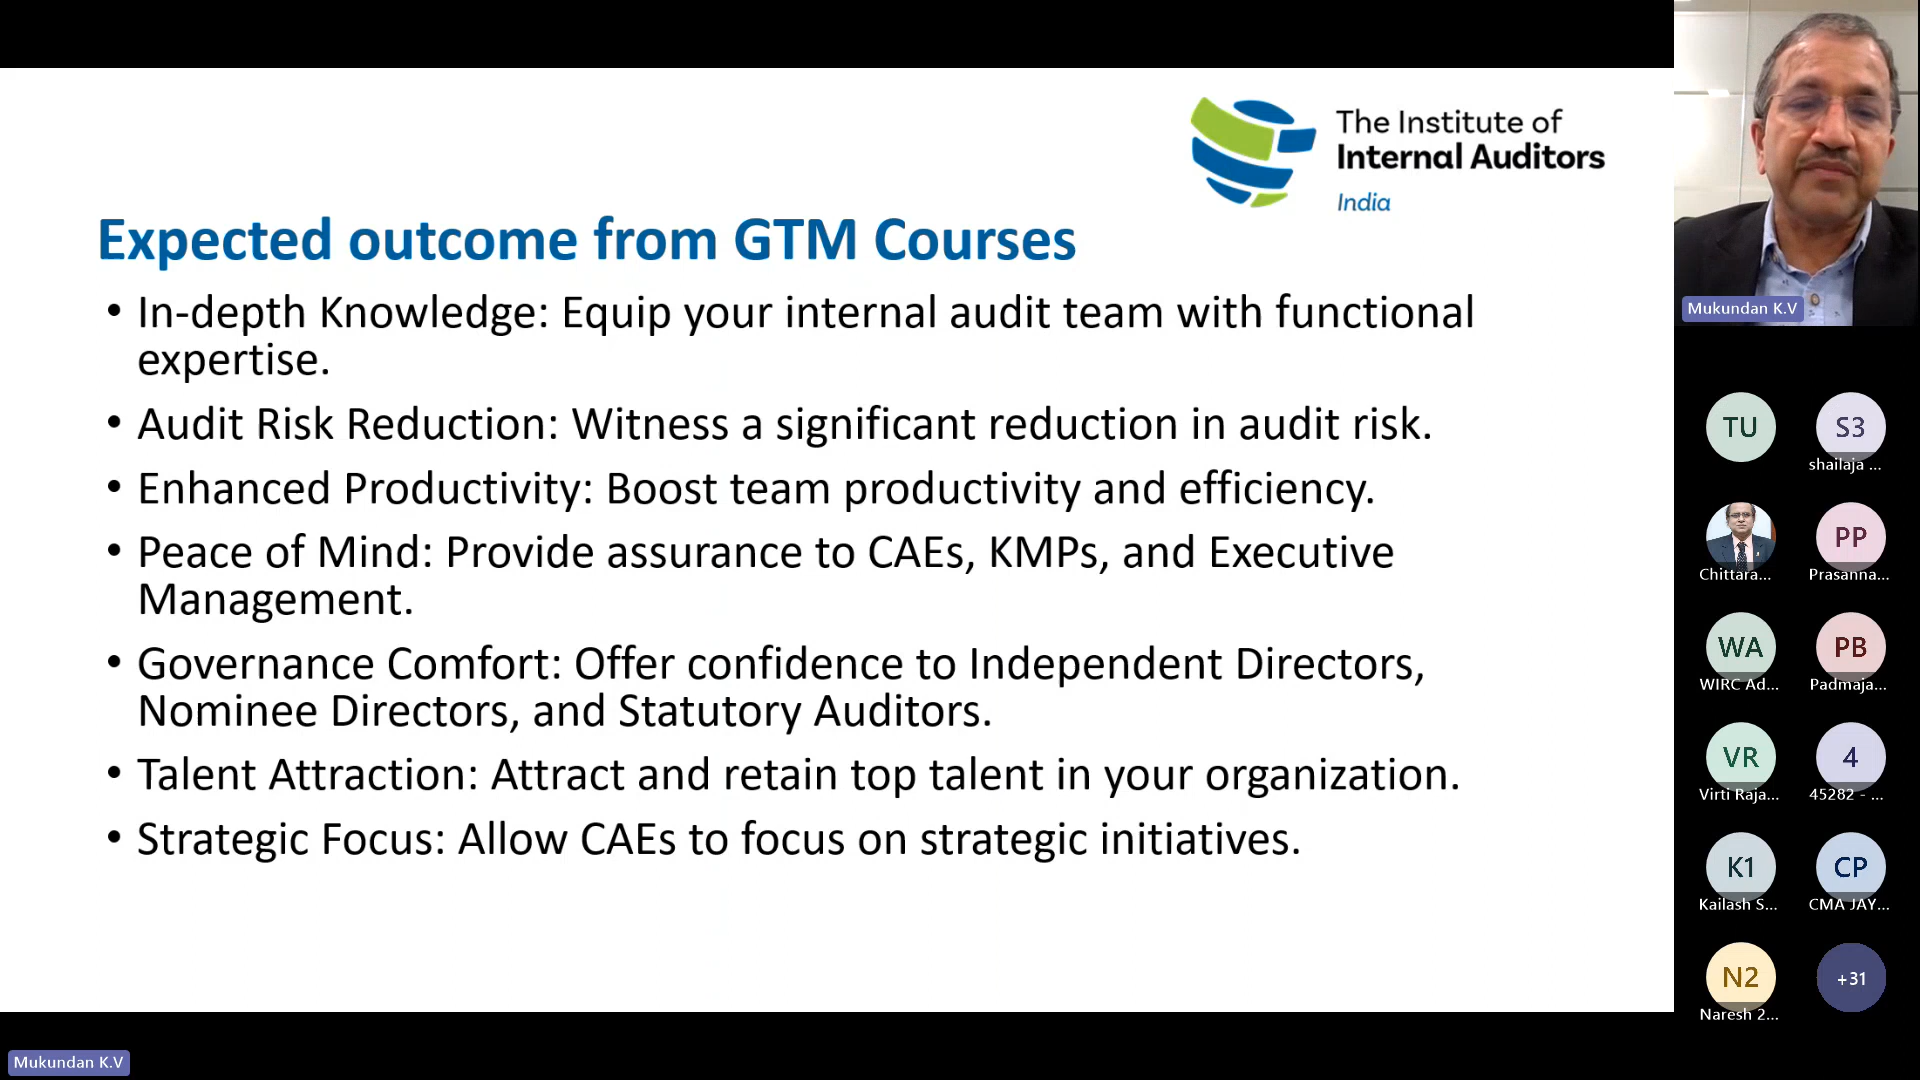 The Institute of
Internal Auditors
India
Expected outcome from GTM Courses
• In-depth Knowledge: Equip your internal audit team with functional
expertise.
• Audit Risk Reduction: Witness a significant reduction in audit risk.
• Enhanced Productivity: Boost team productivity and efficiency.
• Peace of Mind: Provide assurance to CAEs, KMPs, and Executive
Management.
• Governance Comfort: Offer confidence to Independent Directors,
Nominee Directors, and Statutory Auditors.
• Talent Attraction: Attract and retain top talent in your organization.
• Strategic Focus: Allow CAEs to focus on strategic initiatives.
Mukundan K.V
Mukundan K.V
TU
S3
shailaja ...
Chittara...
PP
Prasanna...
WA
WIRC Ad...
PB
Padmaja...
VR
Virti Raja...
4
45282 - ...
K1
Kailash S...
CP
CMA JAY...
N2
Naresh 2...
+31